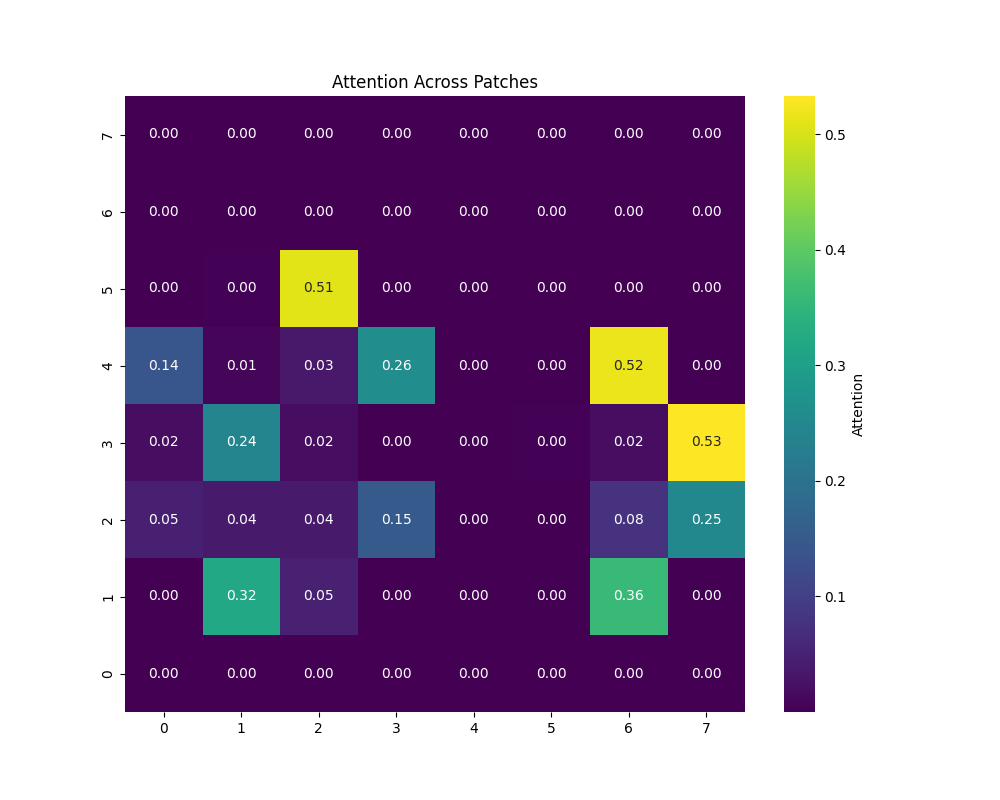 Attention Across Patches
7 0.00 0.00 0.00 0.00 0.00 0.00 0.00 0.00
6 0.00 0.00 0.00 0.00 0.00 0.00 0.00 0.00
5 0.00 0.00 0.51 0.00 0.00 0.00 0.00 0.00
4 0.14 0.01 0.03 0.26 0.00 0.00 0.52 0.00
3 0.02 0.24 0.02 0.00 0.00 0.00 0.02 0.53
2 0.05 0.04 0.04 0.15 0.00 0.00 0.08 0.25
1 0.00 0.32 0.05 0.00 0.00 0.00 0.36 0.00
0 0.00 0.00 0.00 0.00 0.00 0.00 0.00 0.00
0 1 2 3 4 5 6 7
0.5
0.4
0.3
0.2
0.1
Attention